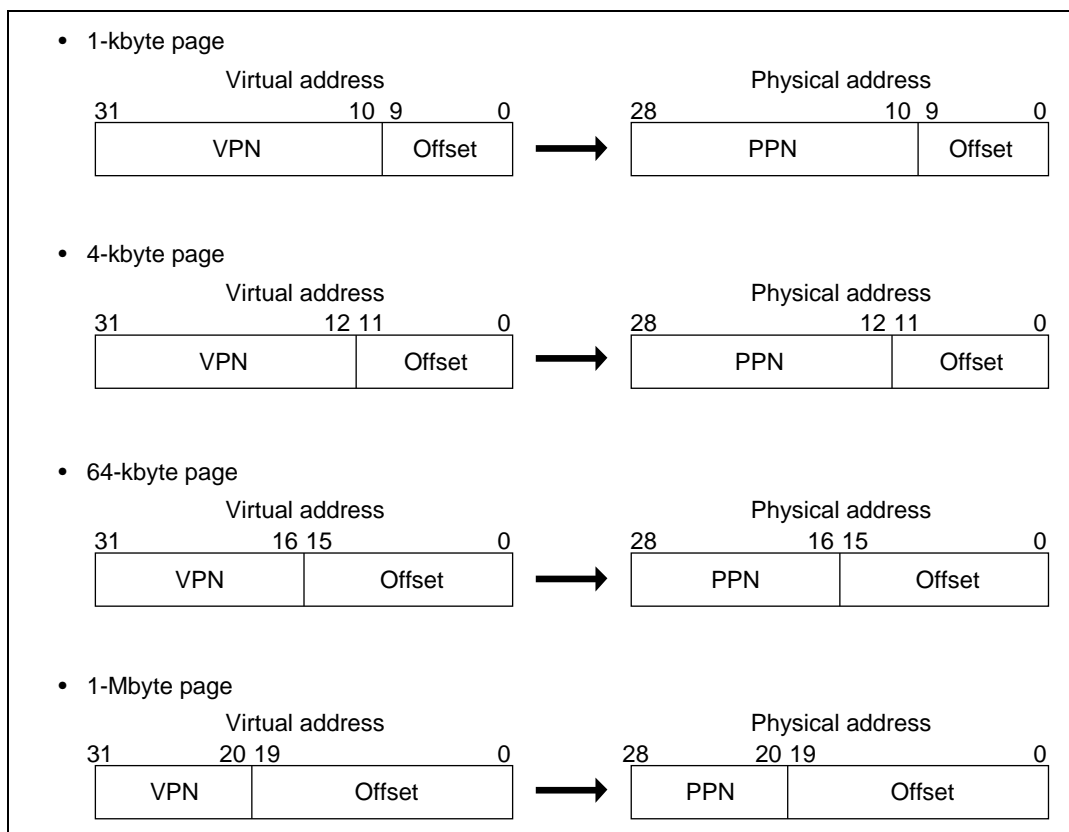 • 1-kbyte page
Virtual address Physical address
31 10 9 0 28 10 9 0
VPN Offset PPN Offset
• 4-kbyte page
Virtual address Physical address
31 12 11 0 28 12 11 0
VPN Offset PPN Offset
• 64-kbyte page
Virtual address Physical address
31 16 15 0 28 16 15 0
VPN Offset PPN Offset
• 1-Mbyte page
Virtual address Physical address
31 20 19 0 28 20 19 0
VPN Offset PPN Offset